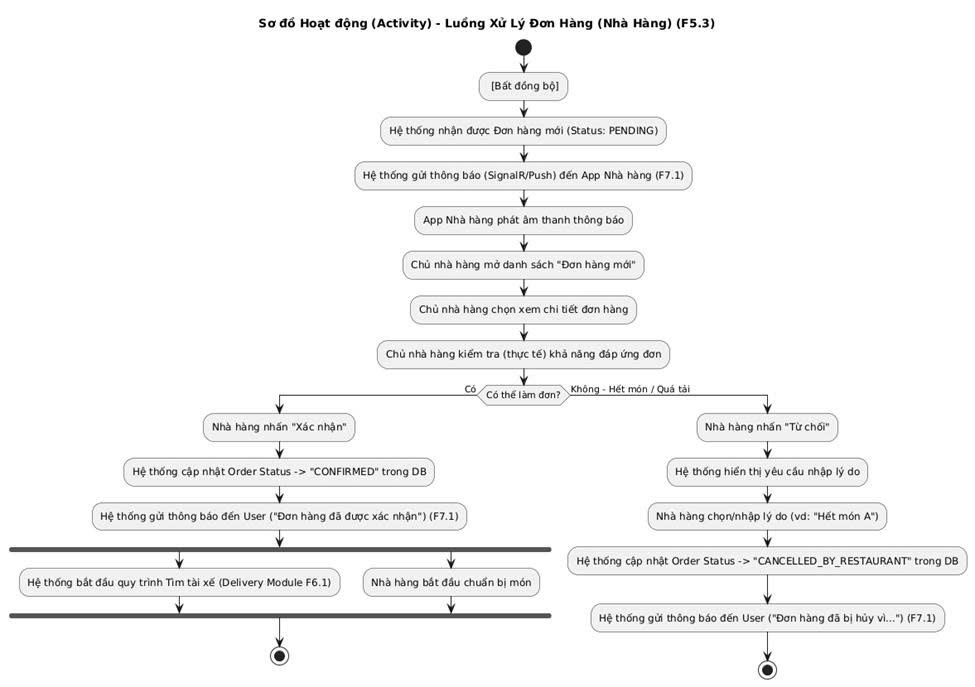 Sơ đồ Hoạt động (Activity) - Luồng Xử Lý Đơn Hàng (Nhà Hàng) (F5.3)
[Bất đồng bộ]
Hệ thống nhận được Đơn hàng mới (Status: PENDING)
Hệ thống gửi thông báo (SignalR/Push) đến App Nhà hàng (F7.1)
App Nhà hàng phát âm thanh thông báo
Chủ nhà hàng mở danh sách "Đơn hàng mới"
Chủ nhà hàng chọn xem chi tiết đơn hàng
Chủ nhà hàng kiểm tra (thực tế) khả năng đáp ứng đơn
Có thể làm đơn?
Có
Nhà hàng nhấn "Xác nhận"
Hệ thống cập nhật Order Status -> "CONFIRMED" trong DB
Hệ thống gửi thông báo đến User ("Đơn hàng đã được xác nhận") (F7.1)
Hệ thống bắt đầu quy trình Tìm tài xế (Delivery Module F6.1)
Nhà hàng bắt đầu chuẩn bị món
Không - Hết món / Quá tải
Nhà hàng nhấn "Từ chối"
Hệ thống hiển thị yêu cầu nhập lý do
Nhà hàng chọn/nhập lý do (vd: "Hết món A")
Hệ thống cập nhật Order Status -> "CANCELLED_BY_RESTAURANT" trong DB
Hệ thống gửi thông báo đến User ("Đơn hàng đã bị hủy vì...") (F7.1)